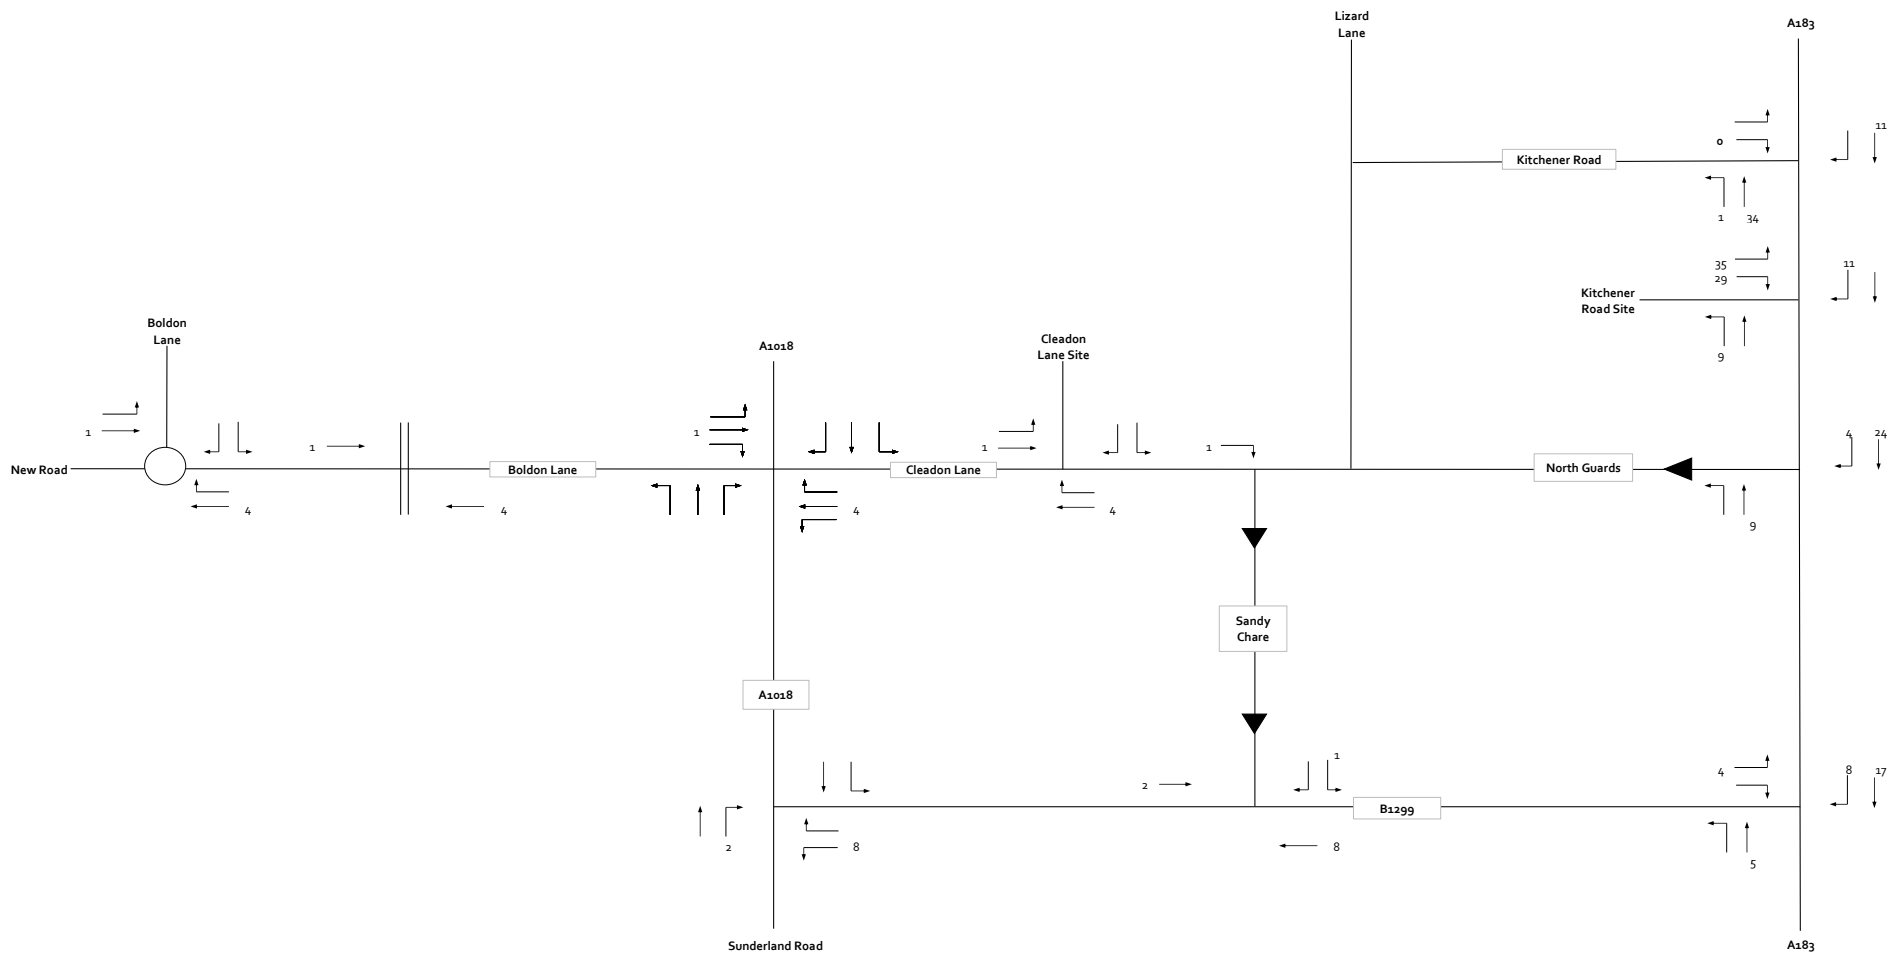 Lizard
Lane
A183
11
0
Kitchener Road
1
34
35
29
11
Kitchener
Road Site
9
Boldon
Lane
A1018
Cleadon
Lane Site
1
1
1
1
1
4
24
New Road
Boldon Lane
Cleadon Lane
North Guards
4
4
4
4
9
Sandy
Chare
A1018
1
2
4
8
17
B1299
2
8
8
5
Sunderland Road
A183